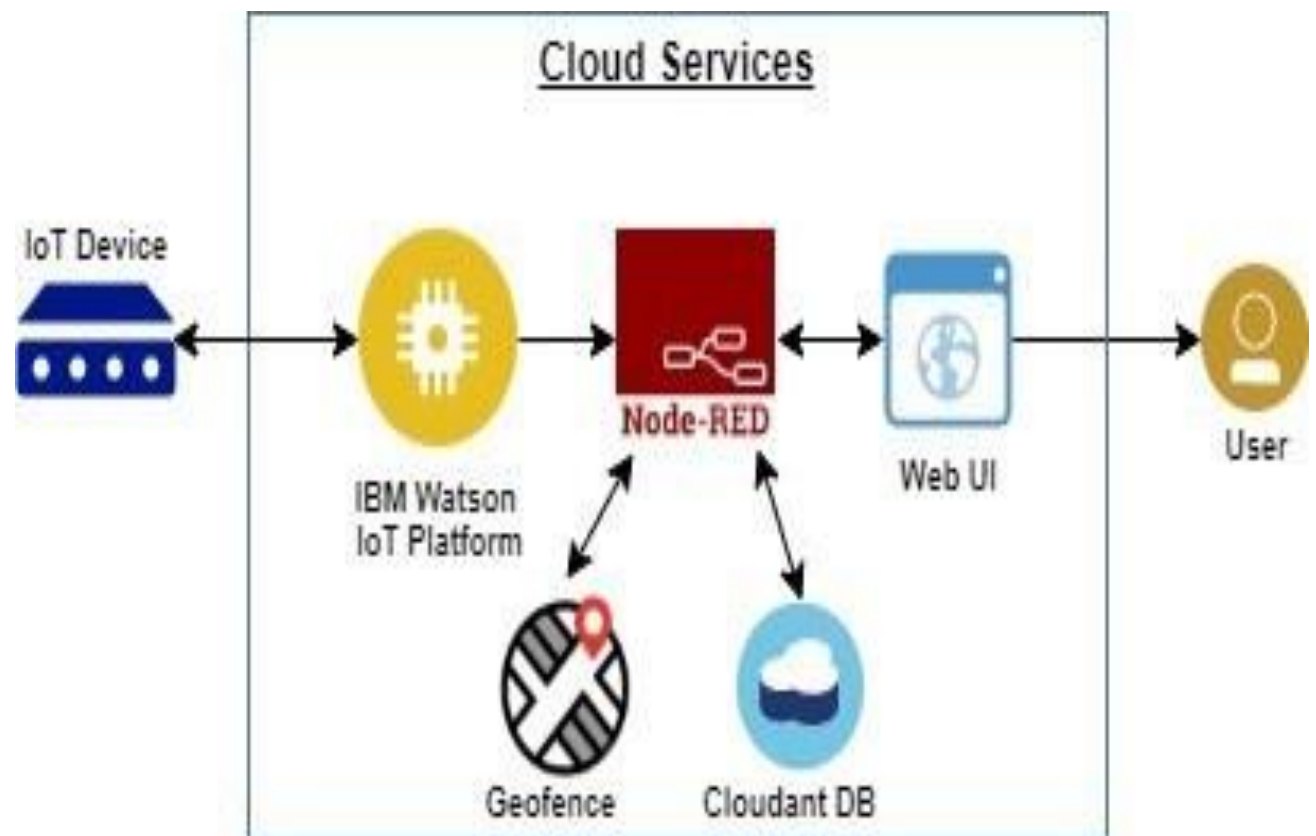 Cloud Services
IoT Device
Node-RED
IBM Watson
IoT Platform
Web UI
User
Geofence
Cloudant DB